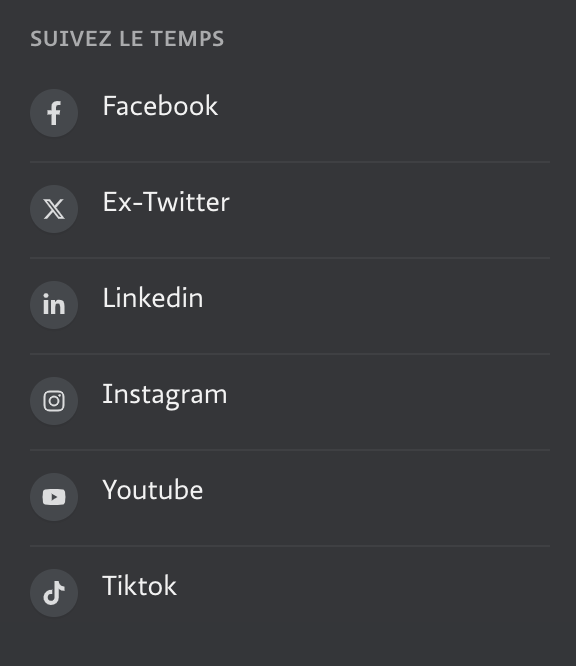 SUIVEZ LE TEMPS
Facebook
Ex-Twitter
Linkedin
Instagram
Youtube
Tiktok